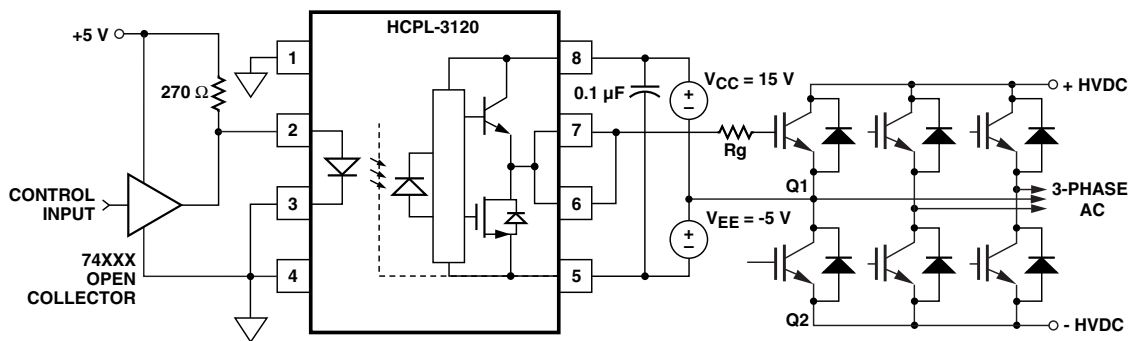 HCPL-3120
+5 V
270 Ω
1
2
3
4
8
7
6
5
CONTROL
INPUT
74XXX
OPEN
COLLECTOR
0.1 µF
+
–
VCC = 15 V
+
–
VEE = -5 V
Rg
Q1
Q2
+ HVDC
3-PHASE
AC
- HVDC